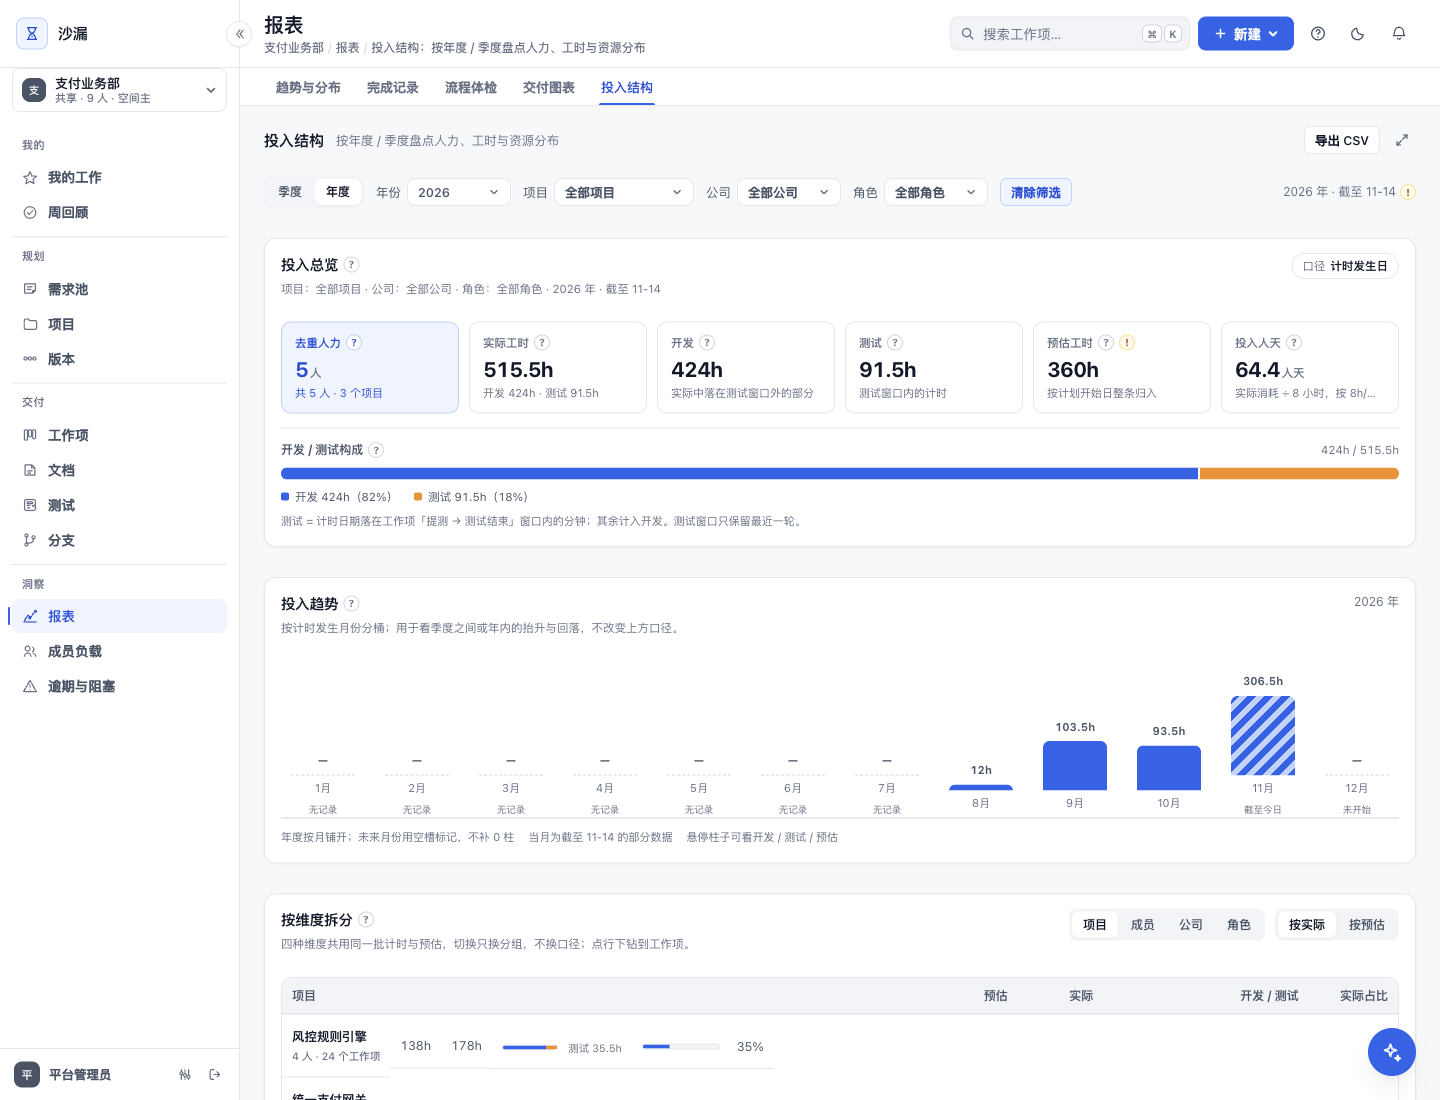 沙漏
支
支付业务部
共享 · 9 人 · 空间主
我的
我的工作
周回顾
规划
需求池
项目
版本
交付
工作项
文档
测试
分支
洞察
报表
成员负载
逾期与阻塞
平
平台管理员
报表
支付业务部 / 报表 / 投入结构：按年度 / 季度盘点人力、工时与资源分布
搜索工作项...
⌘ K
+ 新建
趋势与分布
完成记录
流程体检
交付图表
投入结构
投入结构 按年度 / 季度盘点人力、工时与资源分布
导出 CSV
季度 年度 年份 2026 项目 全部项目 公司 全部公司 角色 全部角色 清除筛选
2026 年 · 截至 11-14 !
投入总览 ?
口径 计时发生日
项目：全部项目 · 公司：全部公司 · 角色：全部角色 · 2026 年 · 截至 11-14
去重人力 ?
5 人
共 5 人 · 3 个项目
实际工时 ?
515.5h
开发 424h · 测试 91.5h
开发 ?
424h
实际中落在测试窗口外的部分
测试 ?
91.5h
测试窗口内的计时
预估工时 ? !
360h
按计划开始日整条归入
投入人天 ?
64.4 人天
实际消耗 ÷ 8 小时，按 8h/...
开发 / 测试构成 ?
424h / 515.5h
开发 424h（82%） 测试 91.5h（18%）
测试 = 计时日期落在工作项「提测 → 测试结束」窗口内的分钟；其余计入开发。测试窗口只保留最近一轮。
投入趋势 ?
2026 年
按计时发生月份分桶；用于看季度之间或年内的抬升与回落，不改变上方口径。
— — — — — — — 12h 103.5h 93.5h 306.5h —
1月 2月 3月 4月 5月 6月 7月 8月 9月 10月 11月 12月
无记录 无记录 无记录 无记录 无记录 无记录 无记录 截至今日 未开始
年度按月铺开；未来月份用空槽标记，不补 0 柱 当月为截至 11-14 的部分数据 悬停柱子可看开发 / 测试 / 预估
按维度拆分 ?
四种维度共用同一批计时与预估，切换只换分组，不换口径；点行下钻到工作项。
项目 成员 公司 角色 按实际 按预估
项目 预估 实际 开发 / 测试 实际占比
风控规则引擎
4 人 · 24 个工作项
138h 178h 测试 35.5h 35%
统一支付网关